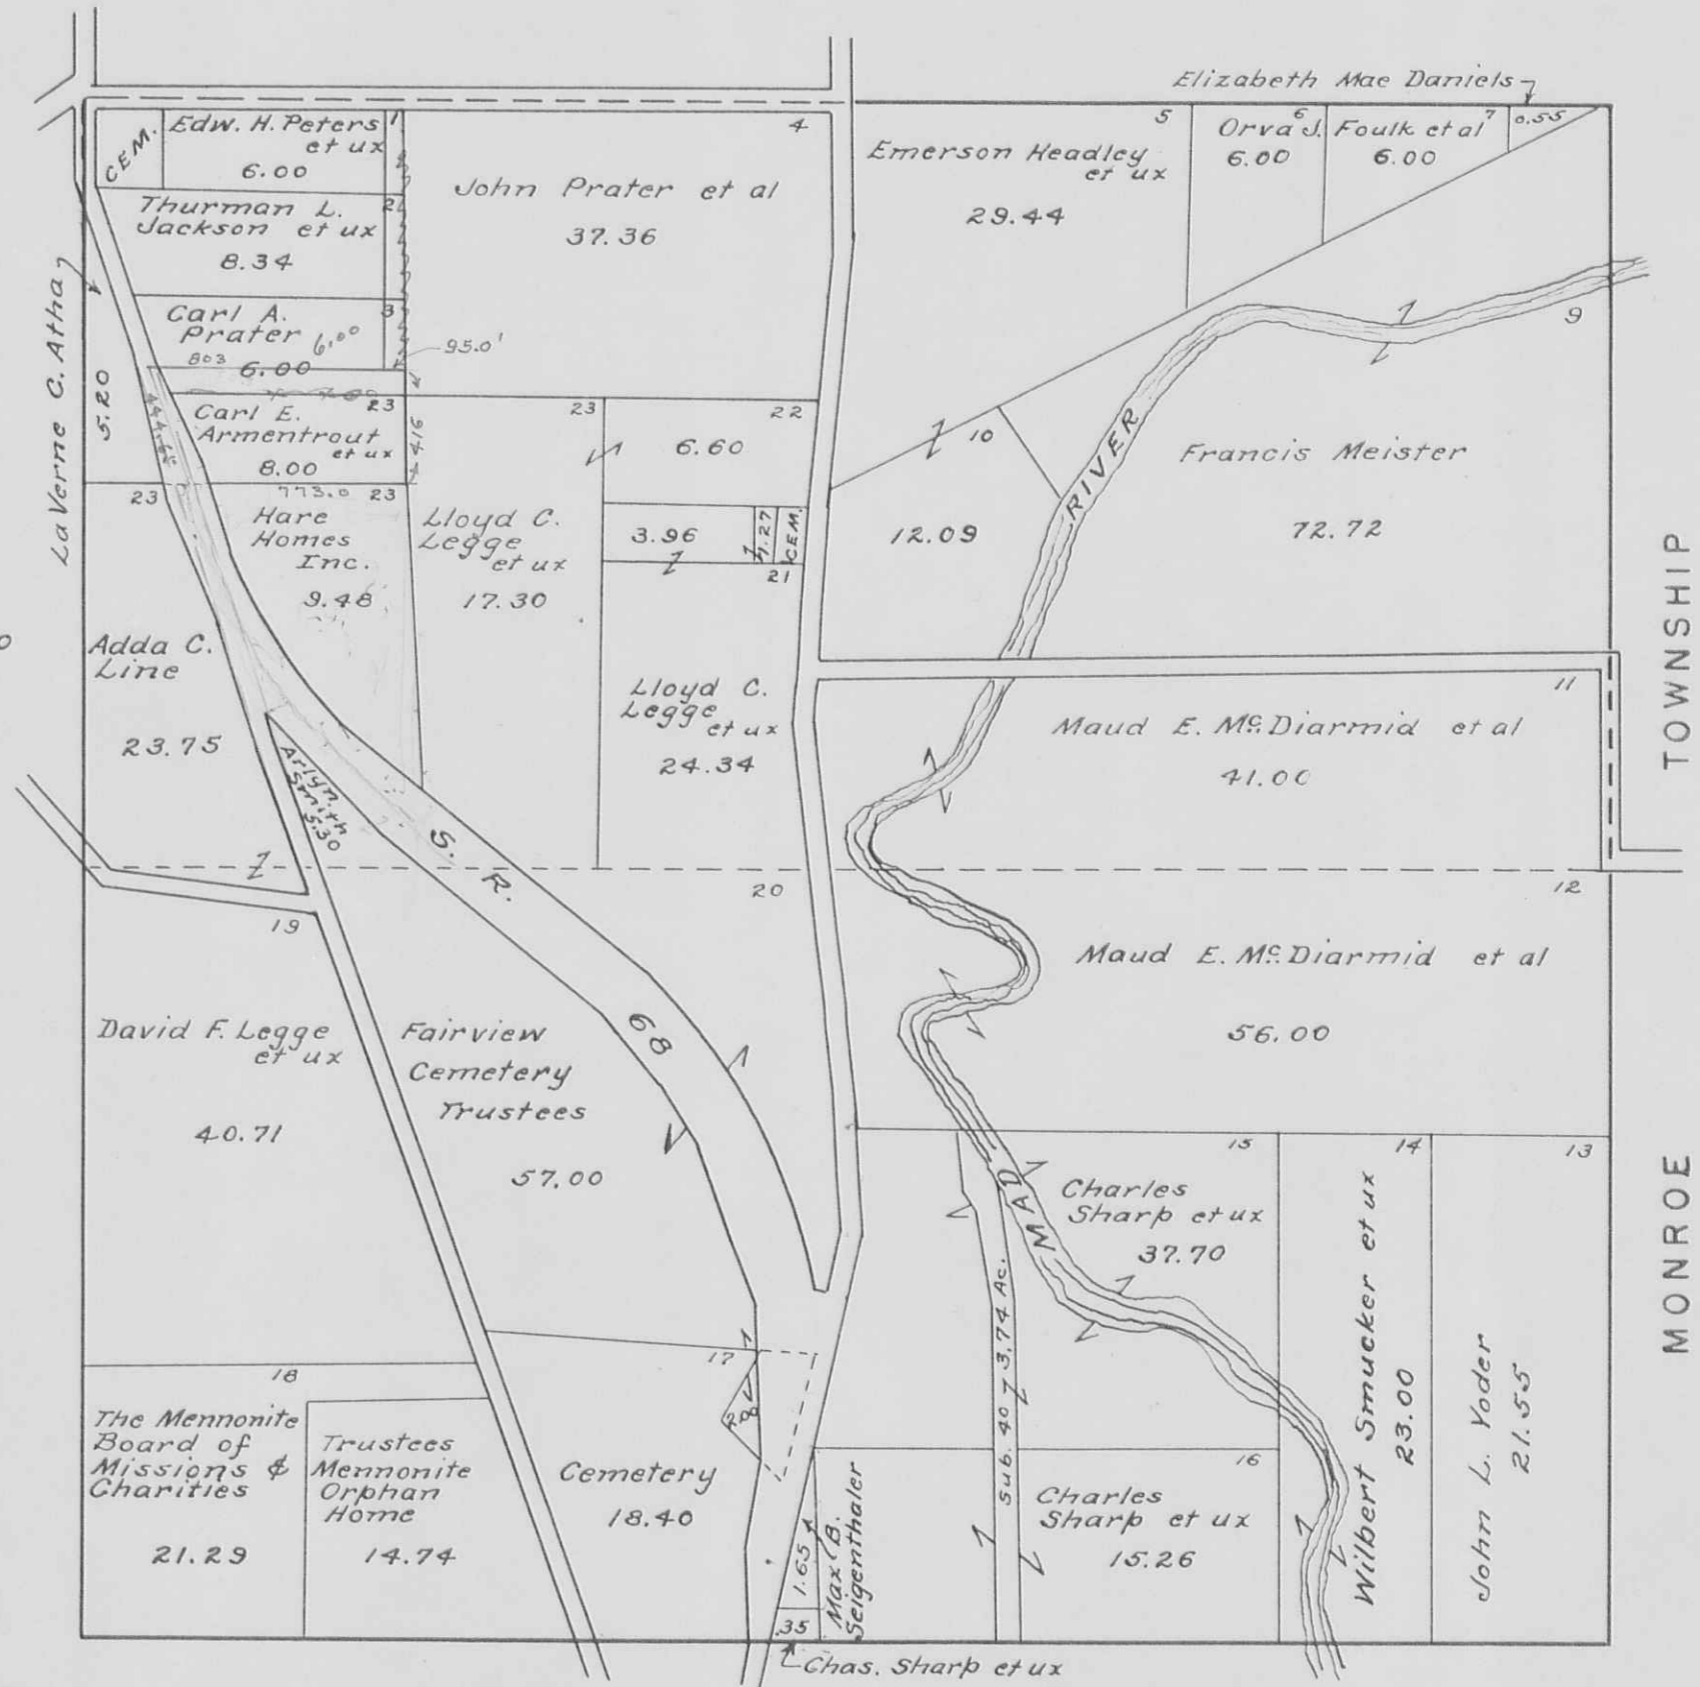 Elizabeth Mae Daniels
CEM.
Edw. H. Peters
et ux
6.00
1
4
5
6
7
0.55
Orva J.
6.00
Foulk et al
6.00
Emerson Headley
et ux
29.44
John Prater et al
37.36
Thurman L.
Jackson et ux
8.34
2
LaVerne C. Atha
5.20
Carl A.
Prater
6.00
803
6.00
3
95.0'
9
23
Carl E.
Armentrout
et ux
8.00
416
23
22
6.60
10
RIVER
Francis Meister
72.72
23
773.0
23
Hare
Homes
Inc.
9.48
Lloyd C.
Legge
et ux
17.30
3.96
CEM.
21
12.09
TOWNSHIP
Adda C.
Line
23.75
Lloyd C.
Legge
et ux
24.34
11
Maud E. McDiarmid et al
41.00
Arlyn
Smith
5.30
S. R. 68
20
12
19
Maud E. McDiarmid et al
56.00
David F. Legge
et ux
40.71
Fairview
Cemetery
Trustees
57.00
15
14
13
MAD
Charles
Sharp et ux
37.70
MONROE
Sub. 40 7 3.74 Ac.
Wilbert Smucker et ux
23.00
John L. Yoder
21.55
17
18
The Mennonite
Board of
Missions &
Charities
21.29
Trustees
Mennonite
Orphan
Home
14.74
Cemetery
18.40
16
Charles
Sharp et ux
15.26
1.65
Max B.
Seigenthaler
.35
Chas. Sharp et ux